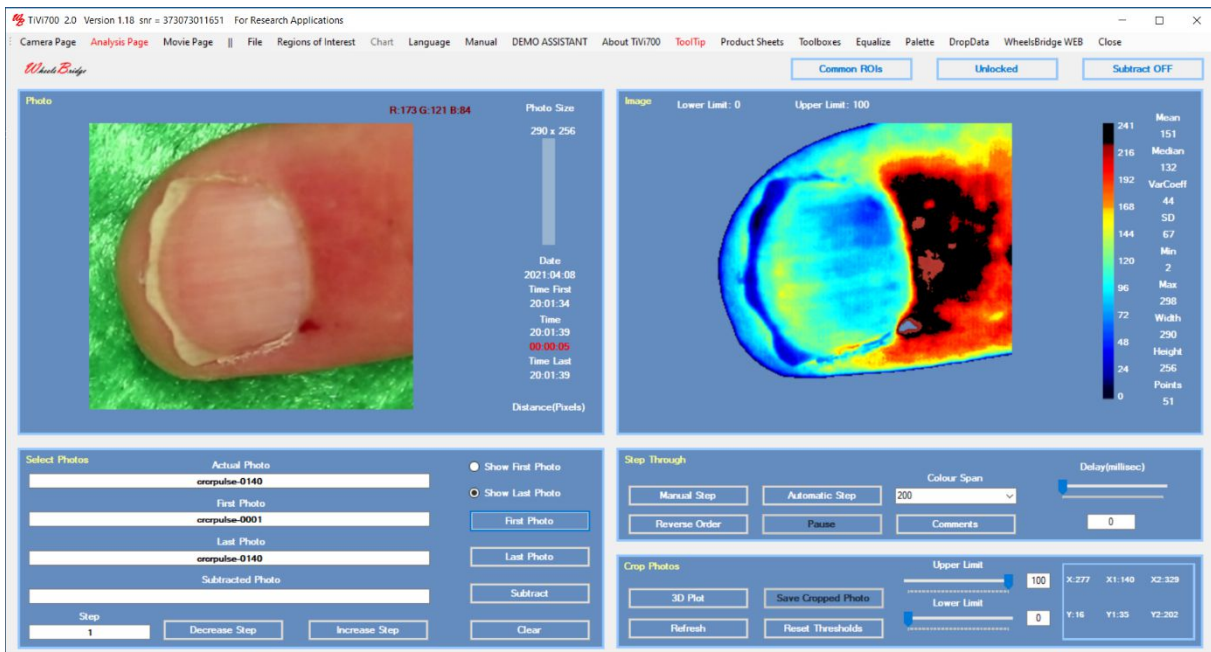 TiVi700 2.0 Version 1.18 snr = 373073011651 For Research Applications
Camera Page Analysis Page Movie Page || File Regions of Interest Chart Language Manual DEMO ASSISTANT About TiVi700 ToolTip Product Sheets Toolboxes Equalize Palette DropData WheelsBridge WEB Close
WheelsBridge
Common ROIs
Unlocked
Subtract OFF
Photo
R:173 G:121 B:84
Photo Size
290 x 256
Date
2021:04:08
Time First
20:01:34
Time
20:01:39
00:00:05
Time Last
20:01:39
Distance(Pixels)
Image
Lower Limit: 0
Upper Limit: 100
241
216
192
168
144
120
96
72
48
24
0
Mean
151
Median
132
VarCoeff
44
SD
67
Min
2
Max
298
Width
290
Height
256
Points
51
Select Photos
Actual Photo
crcrpulse-0140
First Photo
crcrpulse-0001
Last Photo
crcrpulse-0140
Subtracted Photo
Step
1
Decrease Step
Increase Step
Show First Photo
Show Last Photo
First Photo
Last Photo
Subtract
Clear
Step Through
Manual Step
Automatic Step
Reverse Order
Pause
Colour Span
200
Comments
Delay(millisec)
0
Crop Photos
3D Plot
Save Cropped Photo
Refresh
Reset Thresholds
Upper Limit
100
Lower Limit
0
X:277 X1:140 X2:329
Y:16 Y1:35 Y2:202